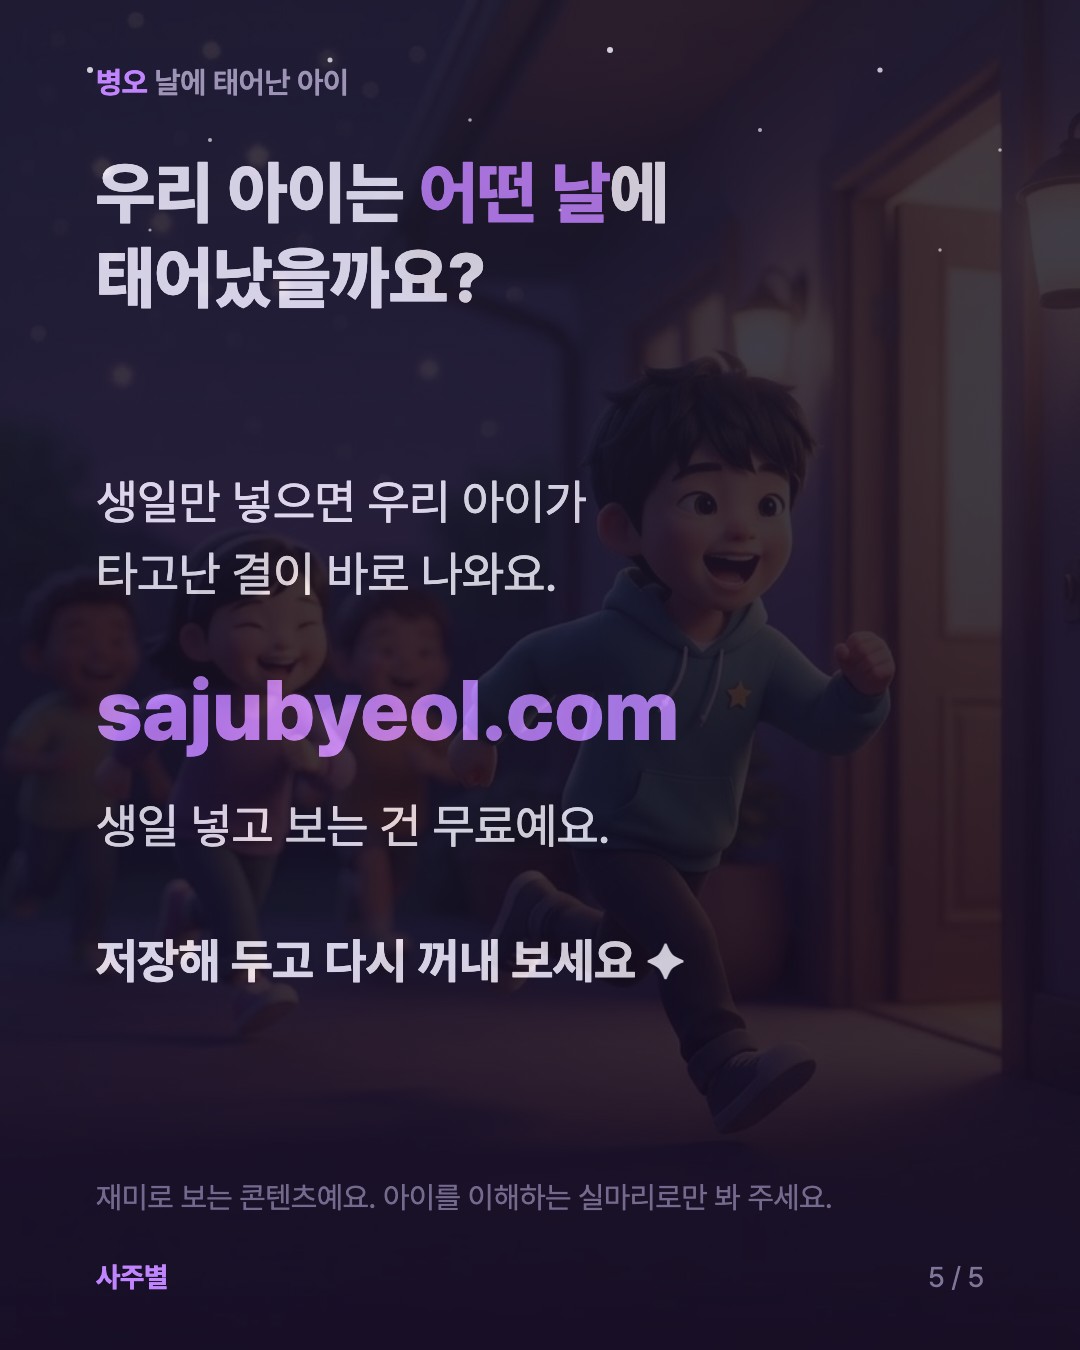 병오 날에 태어난 아이
우리 아이는 어떤 날에
태어났을까요?
생일만 넣으면 우리 아이가
타고난 결이 바로 나와요.
sajubyeol.com
생일 넣고 보는 건 무료예요.
저장해 두고 다시 꺼내 보세요 ✦
재미로 보는 콘텐츠예요. 아이를 이해하는 실마리로만 봐 주세요.
사주별
5 / 5